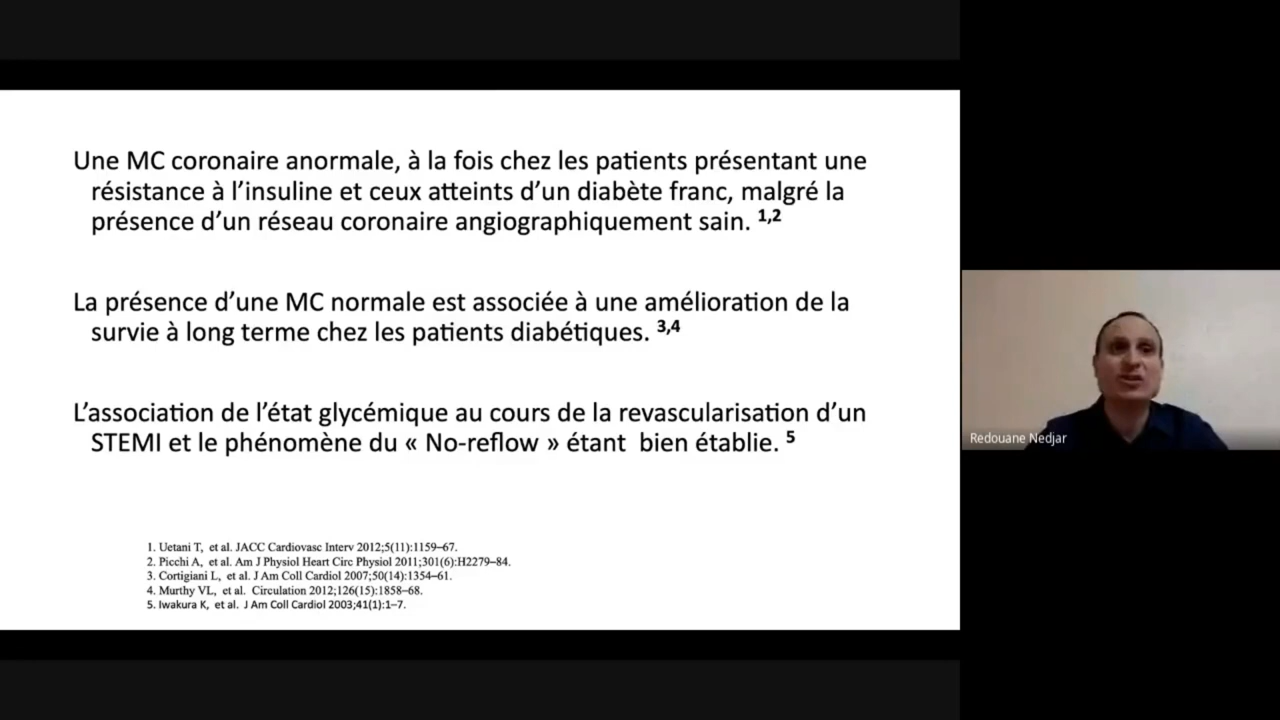 Une MC coronaire anormale, à la fois chez les patients présentant une
résistance à l'insuline et ceux atteints d'un diabète franc, malgré la
présence d'un réseau coronaire angiographiquement sain. 1,2
La présence d'une MC normale est associée à une amélioration de la
survie à long terme chez les patients diabétiques. 3,4
L'association de l'état glycémique au cours de la revascularisation d'un
STEMI et le phénomène du « No-reflow » étant bien établie. 5
1. Uetani T, et al. JACC Cardiovasc Interv 2012;5(11):1159–67.
2. Picchi A, et al. Am J Physiol Heart Circ Physiol 2011;301(6):H2279–84.
3. Cortigiani L, et al. J Am Coll Cardiol 2007;50(14):1354–61.
4. Murthy VL, et al. Circulation 2012;126(15):1858–68.
5. Iwakura K, et al. J Am Coll Cardiol 2003;41(1):1–7.
Redouane Nedjar